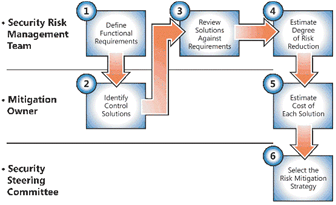 • Security Risk
Management
Team
1
Define
Functional
Requirements
3
Review
Solutions
Against
Requirements
4
Estimate
Degree
of Risk
Reduction
• Mitigation
Owner
2
Identify
Control
Solutions
5
Estimate
Cost of
Each Solution
• Security
Steering
Committee
6
Select the
Risk Mitigation
Strategy